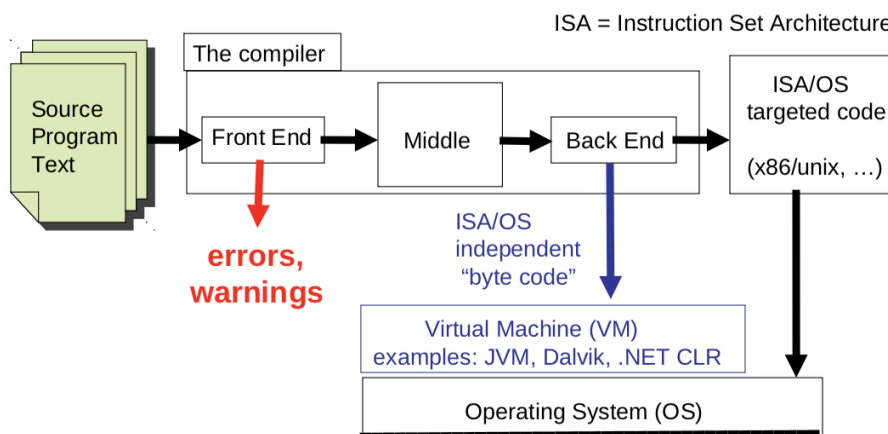 ISA = Instruction Set Architecture
The compiler
Source
Program
Text
Front End
Middle
Back End
ISA/OS
targeted code
(x86/unix, …)
errors,
warnings
ISA/OS
independent
“byte code”
Virtual Machine (VM)
examples: JVM, Dalvik, .NET CLR
Operating System (OS)